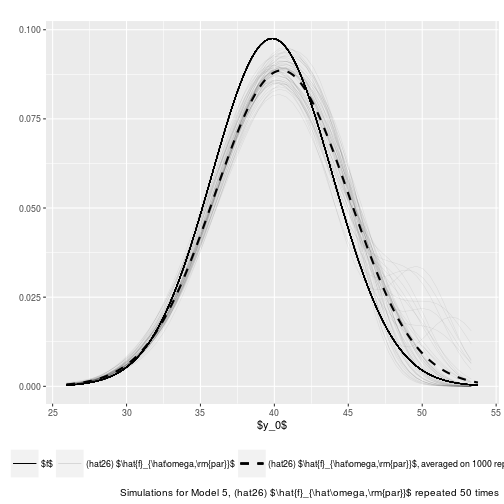 0.100
0.075
0.050
0.025
0.000
25 30 35 40 45 50 55
$y_0$
$f$ (hat26) $\hat{f}_{\hat\omega,\rm{par}}$ (hat26) $\hat{f}_{\hat\omega,\rm{par}}$, averaged on 1000 rep
Simulations for Model 5, (hat26) $\hat{f}_{\hat\omega,\rm{par}}$ repeated 50 times